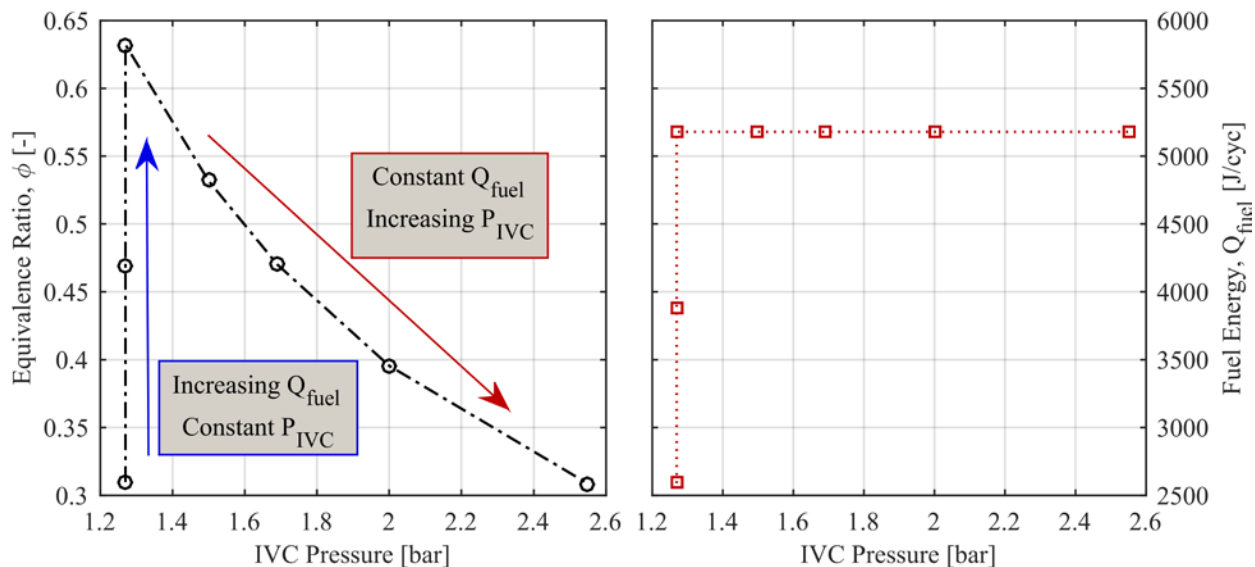 0.65
0.6
0.55
0.5
0.45
0.4
0.35
0.3
Equivalence Ratio, ϕ [-]
1.2 1.4 1.6 1.8 2 2.2 2.4 2.6
IVC Pressure [bar]
Constant Q_fuel
Increasing P_IVC
Increasing Q_fuel
Constant P_IVC
6000
5500
5000
4500
4000
3500
3000
2500
Fuel Energy, Q_fuel [J/cyc]
1.2 1.4 1.6 1.8 2 2.2 2.4 2.6
IVC Pressure [bar]